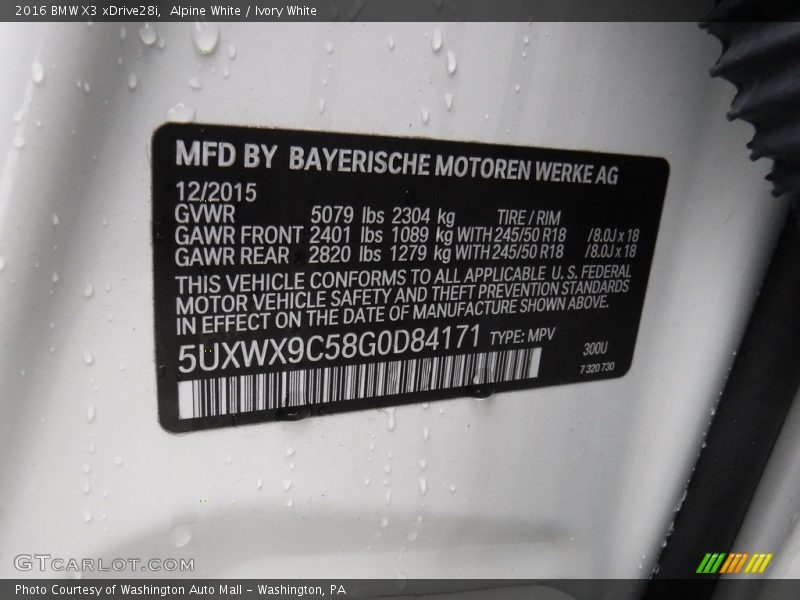 2016 BMW X3 xDrive28i, Alpine White / Ivory White
MFD BY BAYERISCHE MOTOREN WERKE AG
12/2015
GVWR 5079 lbs 2304 kg TIRE / RIM
GAWR FRONT 2401 lbs 1089 kg WITH 245/50 R18 /8.0J x 18
GAWR REAR 2820 lbs 1279 kg WITH 245/50 R18 /8.0J x 18
THIS VEHICLE CONFORMS TO ALL APPLICABLE U.S. FEDERAL
MOTOR VEHICLE SAFETY AND THEFT PREVENTION STANDARDS
IN EFFECT ON THE DATE OF MANUFACTURE SHOWN ABOVE.
5UXWX9C58G0D84171 TYPE: MPV
300U
7 320 730
GTCARLOT.COM
Photo Courtesy of Washington Auto Mall - Washington, PA